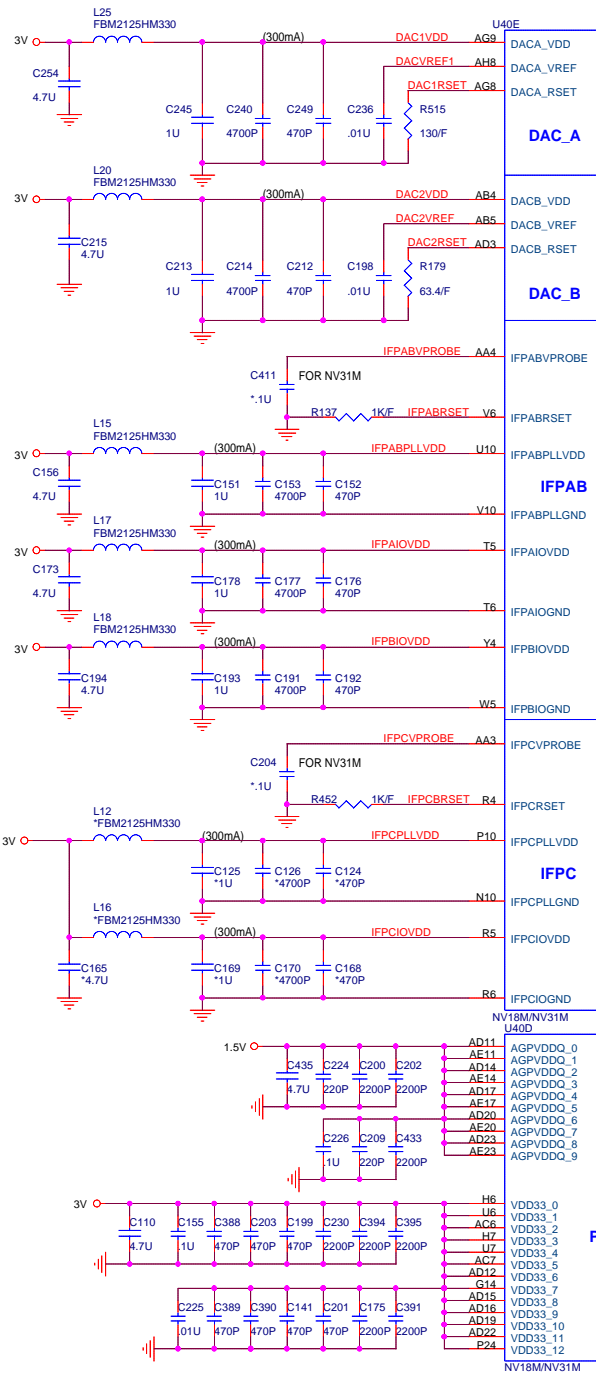 U40E
L25
FBM2125HM330
3V
(300mA)
DAC1VDD
AG9
DACA_VDD
DACVREF1
AH8
DACA_VREF
DAC1RSET
AG8
DACA_RSET
C254
4.7U
C245
1U
C240
4700P
C249
470P
C236
.01U
R515
130/F
DAC_A
L20
FBM2125HM330
3V
(300mA)
DAC2VDD
AB4
DACB_VDD
DAC2VREF
AB5
DACB_VREF
DAC2RSET
AD3
DACB_RSET
C215
4.7U
C213
1U
C214
4700P
C212
470P
C198
.01U
R179
63.4/F
DAC_B
IFPABVPROBE
AA4
IFPABVPROBE
C411
FOR NV31M
*.1U
R137
1K/F
IFPABRSET
V6
IFPABRSET
L15
FBM2125HM330
3V
(300mA)
IFPABPLLVDD
U10
IFPABPLLVDD
C156
4.7U
C151
1U
C153
4700P
C152
470P
IFPAB
V10
IFPABPLLGND
L17
FBM2125HM330
3V
(300mA)
IFPAIOVDD
T5
IFPAIOVDD
C173
4.7U
C178
1U
C177
4700P
C176
470P
T6
IFPAIOGND
L18
FBM2125HM330
3V
(300mA)
IFPBIOVDD
Y4
IFPBIOVDD
C194
4.7U
C193
1U
C191
4700P
C192
470P
W5
IFPBIOGND
IFPCVPROBE
AA3
IFPCVPROBE
C204
FOR NV31M
*.1U
R452
1K/F
IFPCBRSET
R4
IFPCRSET
L12
*FBM2125HM330
3V
(300mA)
IFPCPLLVDD
P10
IFPCPLLVDD
C125
*1U
C126
*4700P
C124
*470P
IFPC
N10
IFPCPLLGND
L16
*FBM2125HM330
(300mA)
IFPCIOVDD
R5
IFPCIOVDD
C165
*4.7U
C169
*1U
C170
*4700P
C168
*470P
R6
IFPCIOGND
NV18M/NV31M
U40D
1.5V
AD11
AGPVDDQ_0
AE11
AGPVDDQ_1
AD14
AGPVDDQ_2
AE14
AGPVDDQ_3
AD17
AGPVDDQ_4
AE17
AGPVDDQ_5
AD20
AGPVDDQ_6
AE20
AGPVDDQ_7
AD23
AGPVDDQ_8
AE23
AGPVDDQ_9
C435
4.7U
C224
220P
C200
2200P
C202
2200P
C226
.1U
C209
220P
C433
2200P
3V
H6
VDD33_0
U6
VDD33_1
AC6
VDD33_2
H7
VDD33_3
U7
VDD33_4
AC7
VDD33_5
AD12
VDD33_6
G14
VDD33_7
AD15
VDD33_8
AD16
VDD33_9
AD19
VDD33_10
AD22
VDD33_11
P24
VDD33_12
C110
4.7U
C155
.1U
C388
470P
C203
470P
C199
470P
C230
2200P
C394
2200P
C395
2200P
C225
.01U
C389
470P
C390
470P
C141
470P
C201
470P
C175
2200P
C391
2200P
NV18M/NV31M